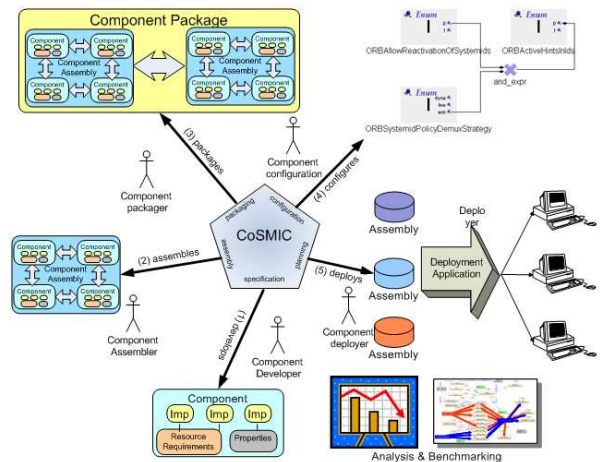 Component Package
Component Component
Component
Assembly
Component Component
Component Component
Component
Assembly
Component Component
Enum
ORBAllowReactivationOfSystemids
Enum
ORBActiveHintsInIds
and_expr
Enum
dyna
line
acti
ORBSystemidPolicyDemuxStrategy
(3) packages
Component
packager
Component
configuration
(4) configures
packaging
configuration
CoSMIC
assembly
planning
specification
Component Component
Component
Assembly
Component Component
(2) assembles
Component
Assembler
(5) deploys
Component
deployer
Assembly
Assembly
Assembly
Deplo
yer
Deployment
Application
(1) develops
Component
Developer
Component
Imp Imp Imp
Resource
Requirements
Properties
Analysis & Benchmarking